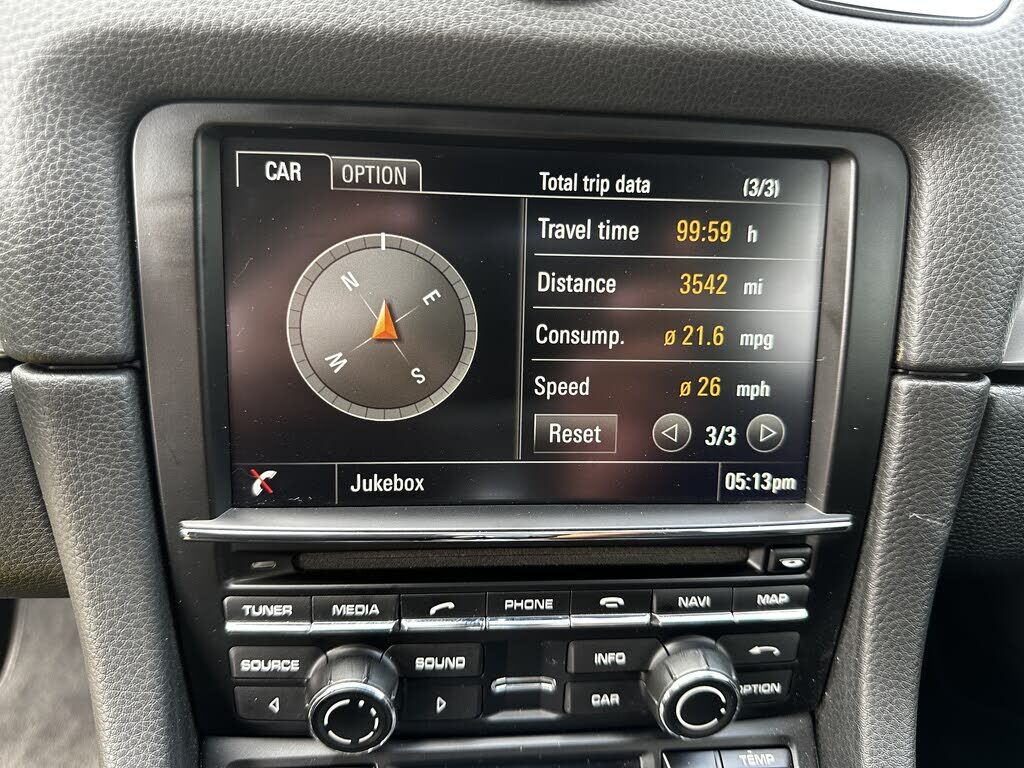 CAR OPTION
Total trip data (3/3)
Travel time 99:59 h
Distance 3542 mi
Consump. ø 21.6 mpg
Speed ø 26 mph
Reset 3/3
N
E
W
S
Jukebox 05:13pm
TUNER MEDIA PHONE NAVI MAP
SOURCE SOUND INFO
CAR OPTION
TEMP